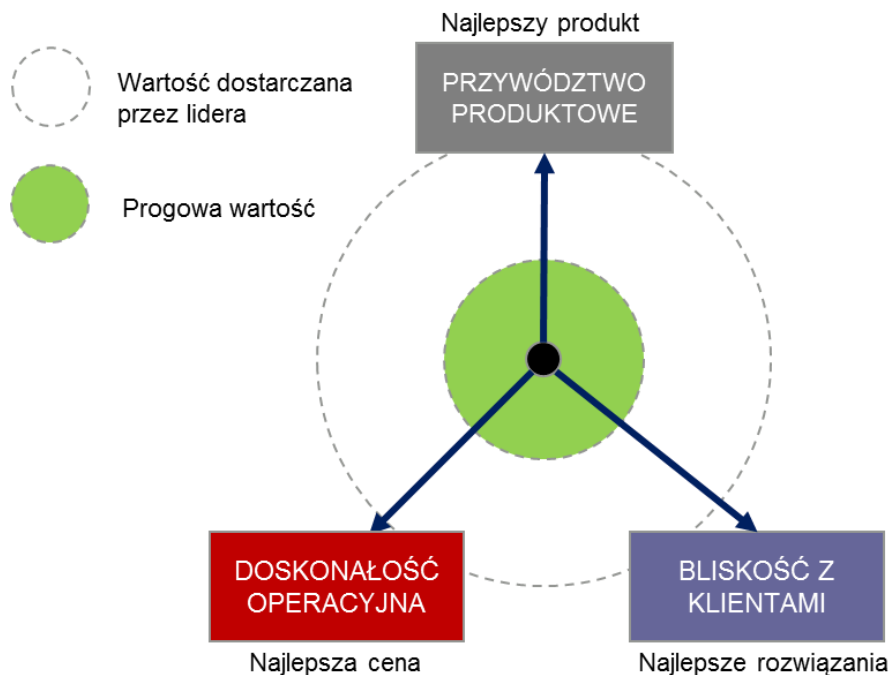 Najlepszy produkt
PRZYWÓDZTWO
PRODUKTOWE
Wartość dostarczana
przez lidera
Progowa wartość
DOSKONAŁOŚĆ
OPERACYJNA
Najlepsza cena
BLISKOŚĆ Z
KLIENTAMI
Najlepsze rozwiązania